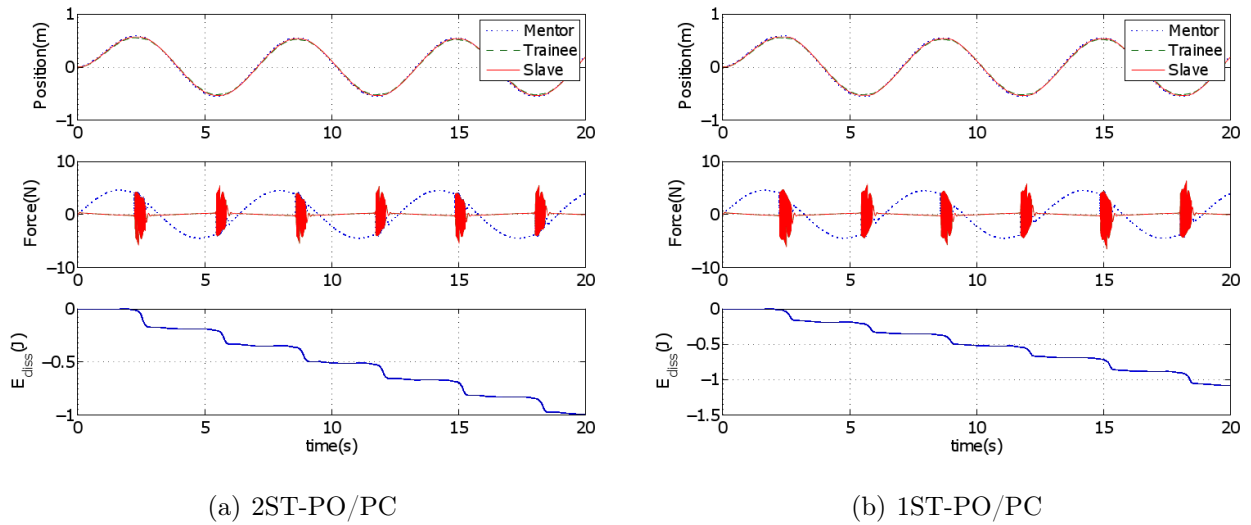 Position(m)
1
0
−1
0 5 10 15 20
Mentor
Trainee
Slave
Force(N)
10
0
−10
0 5 10 15 20
E_diss(J)
0
−0.5
−1
0 5 10 15 20
time(s)
(a) 2ST-PO/PC
Position(m)
1
0
−1
0 5 10 15 20
Mentor
Trainee
Slave
Force(N)
10
0
−10
0 5 10 15 20
E_diss(J)
0
−0.5
−1
−1.5
0 5 10 15 20
time(s)
(b) 1ST-PO/PC